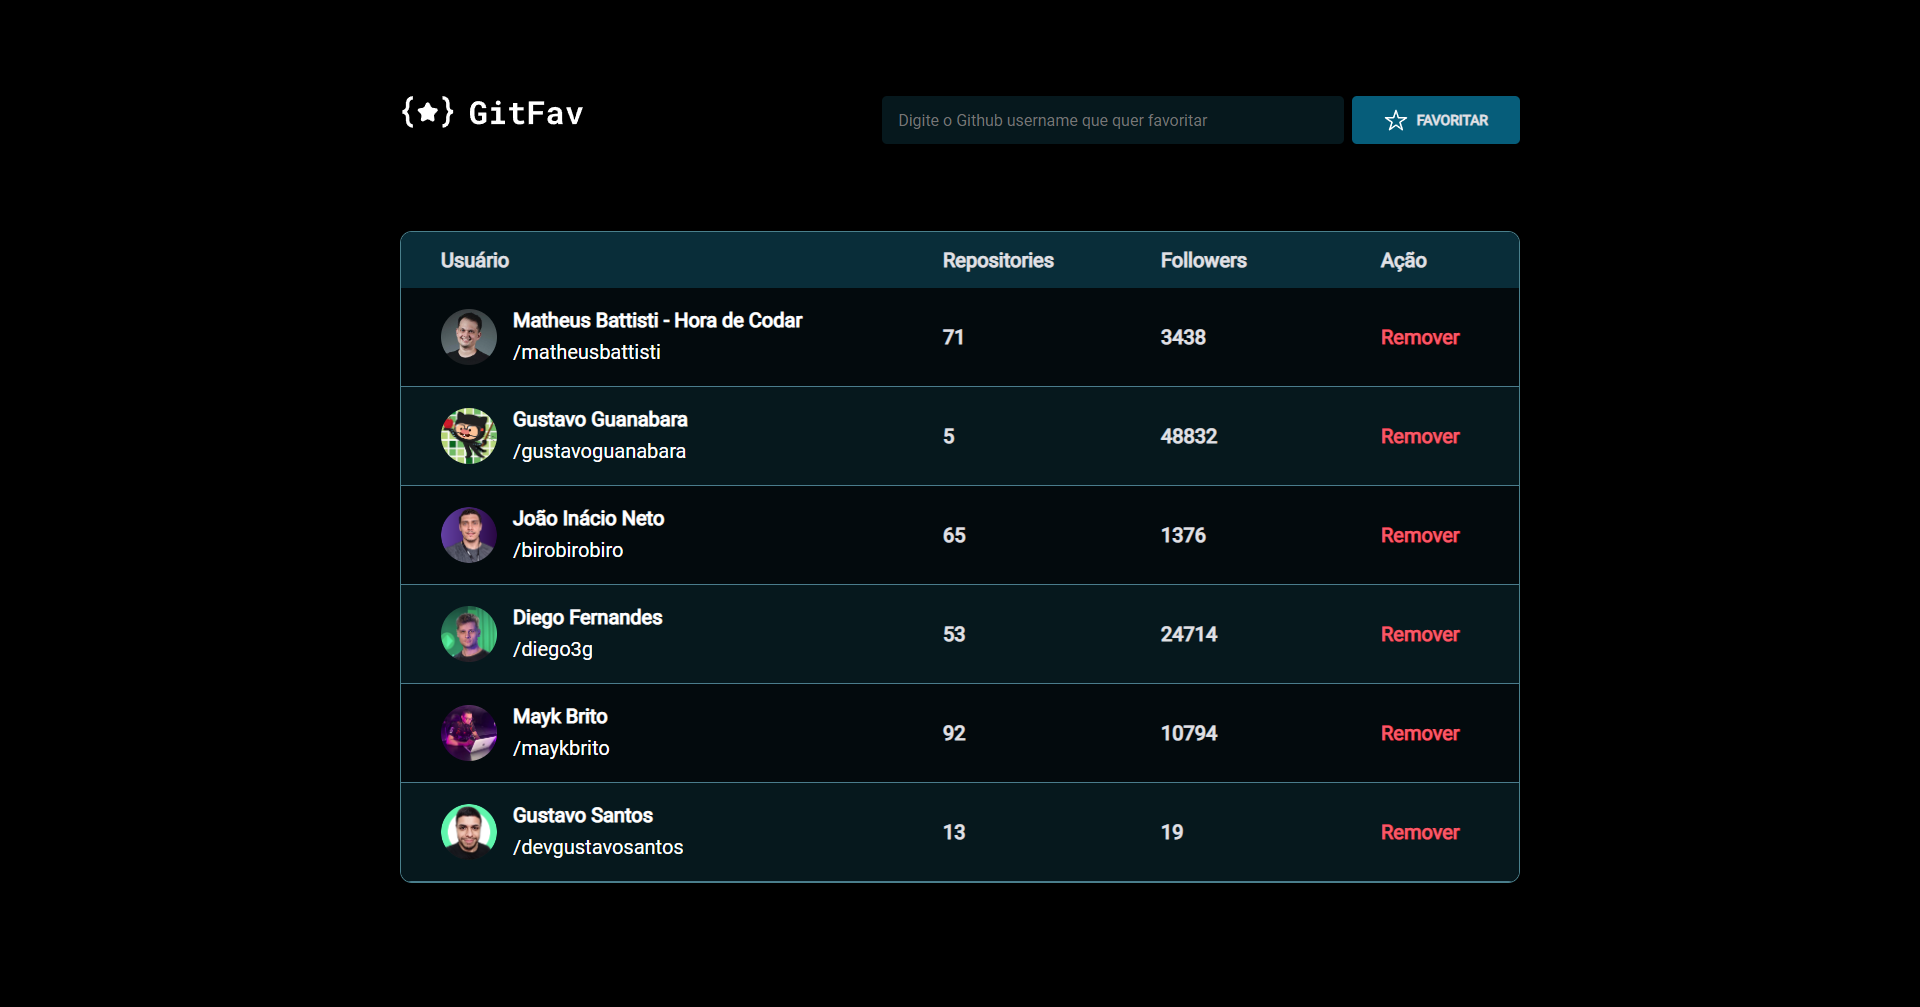 {★} GitFav
Digite o Github username que quer favoritar
FAVORITAR
Usuário Repositories Followers Ação
Matheus Battisti - Hora de Codar
/matheusbattisti
71 3438 Remover
Gustavo Guanabara
/gustavoguanabara
5 48832 Remover
João Inácio Neto
/birobirobiro
65 1376 Remover
Diego Fernandes
/diego3g
53 24714 Remover
Mayk Brito
/maykbrito
92 10794 Remover
Gustavo Santos
/devgustavosantos
13 19 Remover